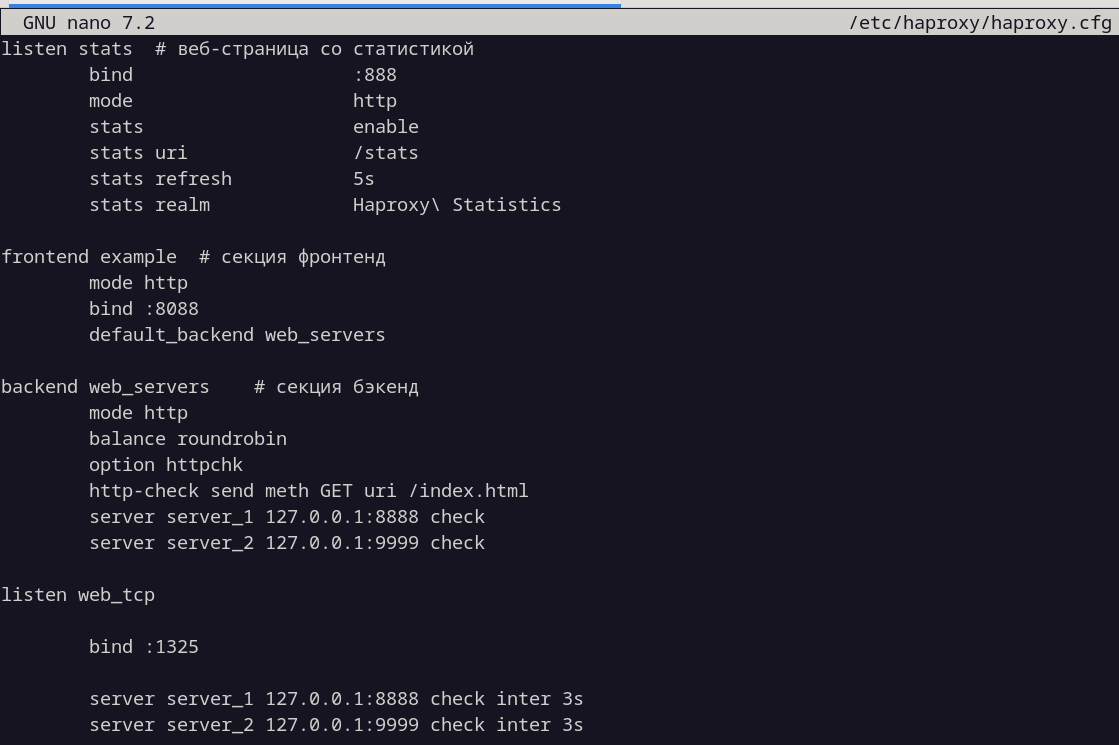 GNU nano 7.2 /etc/haproxy/haproxy.cfg
listen stats  # веб-страница со статистикой
        bind                    :888
        mode                    http
        stats                   enable
        stats uri               /stats
        stats refresh           5s
        stats realm             Haproxy\ Statistics
frontend example  # секция фронтенд
        mode http
        bind :8088
        default_backend web_servers
backend web_servers    # секция бэкенд
        mode http
        balance roundrobin
        option httpchk
        http-check send meth GET uri /index.html
        server server_1 127.0.0.1:8888 check
        server server_2 127.0.0.1:9999 check
listen web_tcp
        bind :1325
        server server_1 127.0.0.1:8888 check inter 3s
        server server_2 127.0.0.1:9999 check inter 3s